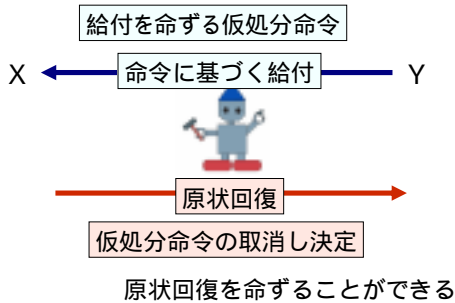 給付を命ずる仮処分命令
X 命令に基づく給付 Y
原状回復
仮処分命令の取消し決定
原状回復を命ずることができる